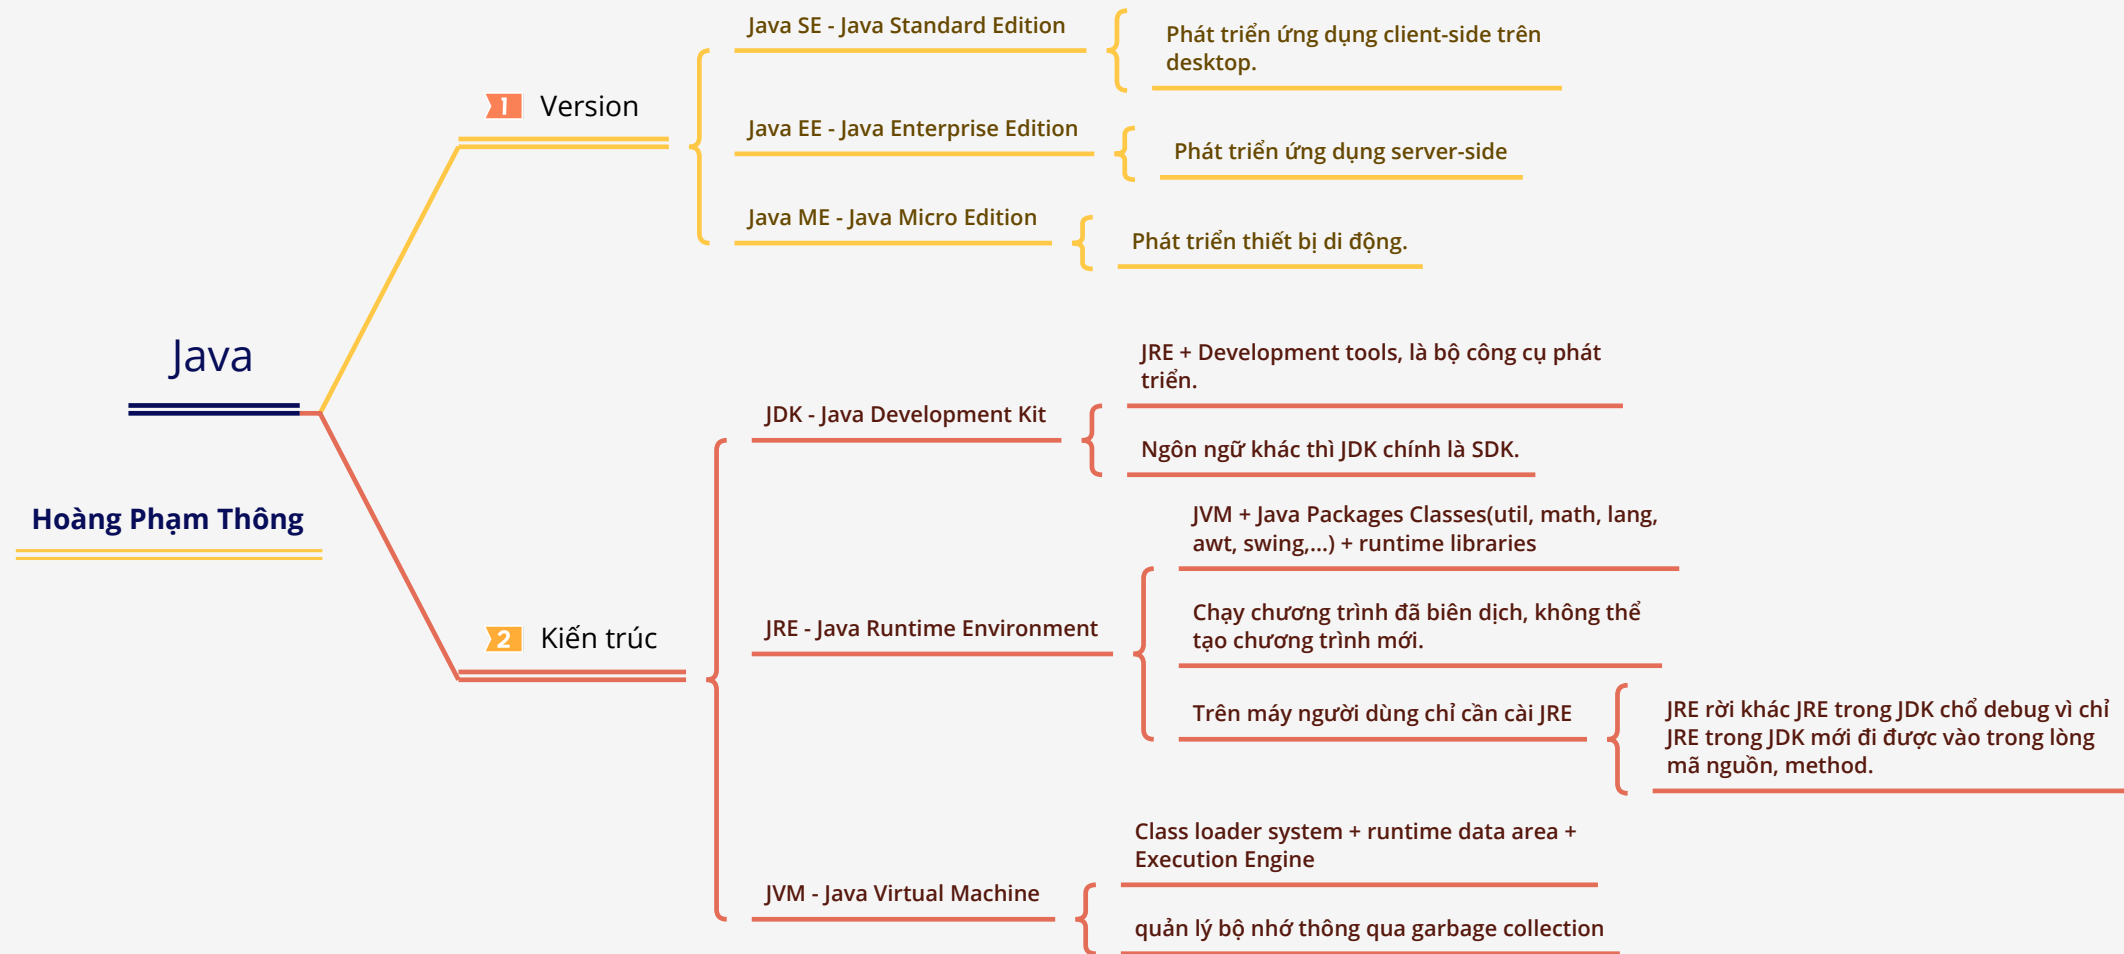 Java
Hoàng Phạm Thông
1 Version
Java SE - Java Standard Edition
Phát triển ứng dụng client-side trên
desktop.
Java EE - Java Enterprise Edition
Phát triển ứng dụng server-side
Java ME - Java Micro Edition
Phát triển thiết bị di động.
2 Kiến trúc
JDK - Java Development Kit
JRE + Development tools, là bộ công cụ phát
triển.
Ngôn ngữ khác thì JDK chính là SDK.
JRE - Java Runtime Environment
JVM + Java Packages Classes(util, math, lang,
awt, swing,...) + runtime libraries
Chạy chương trình đã biên dịch, không thể
tạo chương trình mới.
Trên máy người dùng chỉ cần cài JRE
JRE rời khác JRE trong JDK chổ debug vì chỉ
JRE trong JDK mới đi được vào trong lòng
mã nguồn, method.
JVM - Java Virtual Machine
Class loader system + runtime data area +
Execution Engine
quản lý bộ nhớ thông qua garbage collection